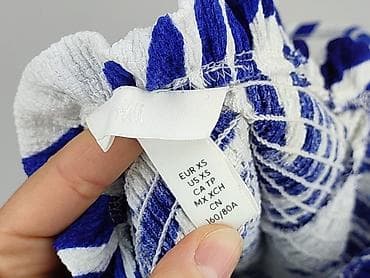 H&M
EUR XS
US XS
CA TP
MX XCH
CN
160/80A